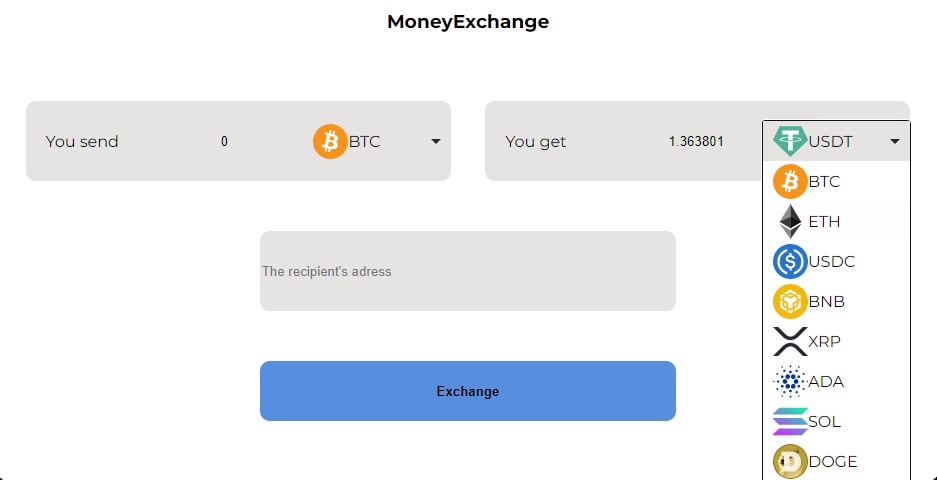 MoneyExchange
You send 0 BTC
You get 1.363801 USDT
BTC
ETH
USDC
BNB
XRP
ADA
SOL
DOGE
The recipient's adress
Exchange